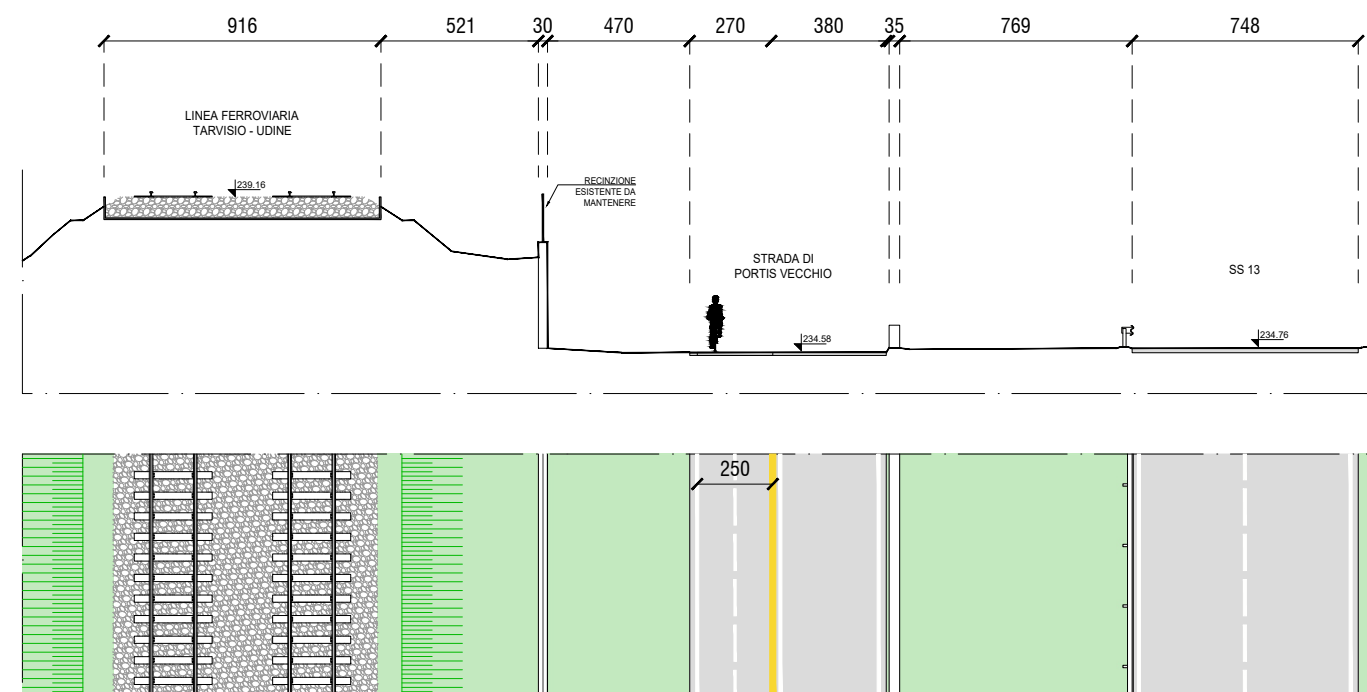 916 521 30 470 270 380 35 769 748
LINEA FERROVIARIA
TARVISIO - UDINE
239.16
RECINZIONE
ESISTENTE DA
MANTENERE
STRADA DI
PORTIS VECCHIO
SS 13
234.58
234.76
250